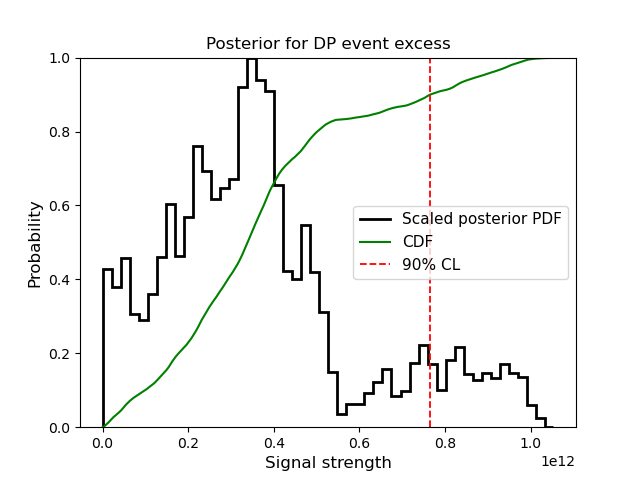 Posterior for DP event excess
Probability
1.0
0.8
0.6
0.4
0.2
0.0
Scaled posterior PDF
CDF
90% CL
0.0 0.2 0.4 0.6 0.8 1.0
1e12
Signal strength